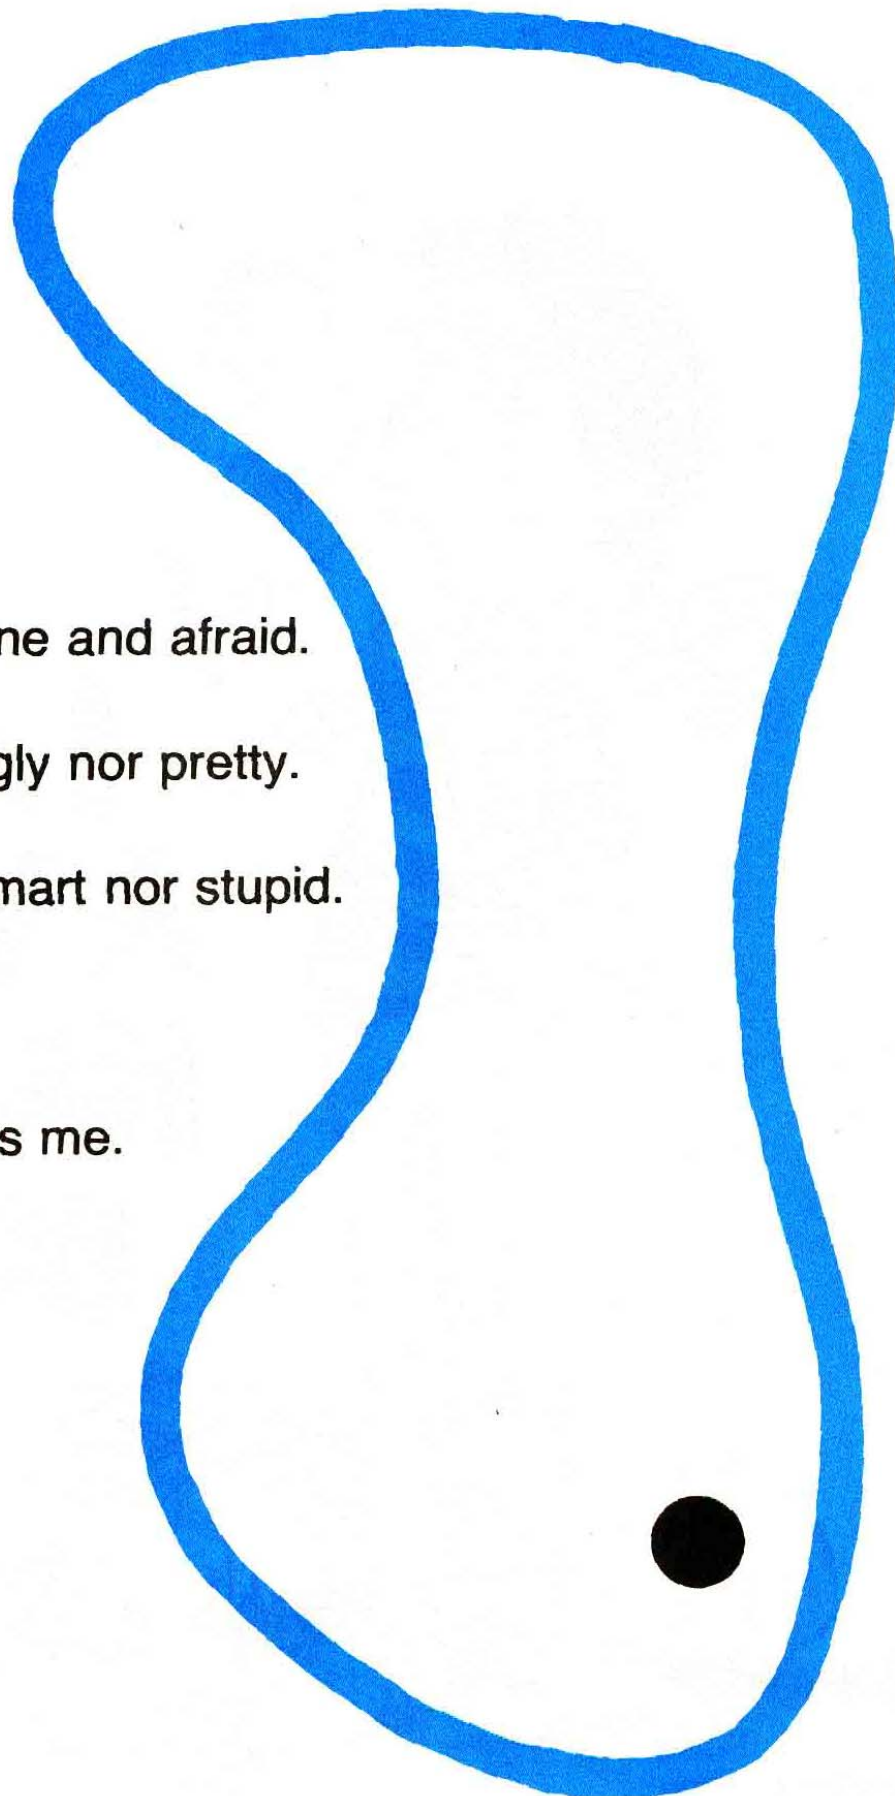 ne and afraid.
gly nor pretty.
mart nor stupid.
s me.